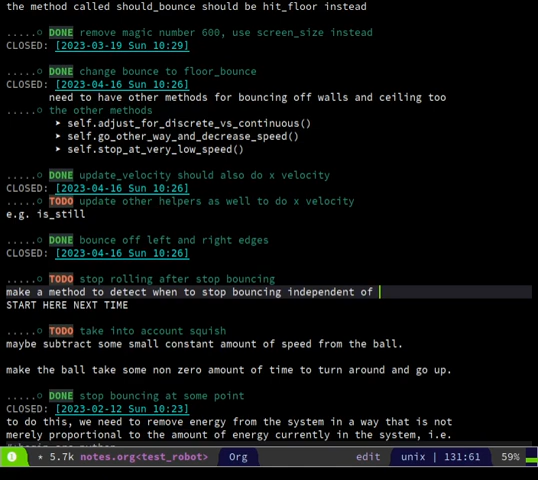 the method called should_bounce should be hit_floor instead
.....○ DONE remove magic number 600, use screen_size instead
CLOSED: [2023-03-19 Sun 10:29]
.....○ DONE change bounce to floor_bounce
CLOSED: [2023-04-16 Sun 10:26]
need to have other methods for bouncing off walls and ceiling too
.....○ the other methods
➤ self.adjust_for_discrete_vs_continuous()
➤ self.go_other_way_and_decrease_speed()
➤ self.stop_at_very_low_speed()
.....○ DONE update_velocity should also do x velocity
CLOSED: [2023-04-16 Sun 10:26]
.....○ TODO update other helpers as well to do x velocity
e.g. is_still
.....○ DONE bounce off left and right edges
CLOSED: [2023-04-16 Sun 10:26]
.....○ TODO stop rolling after stop bouncing
make a method to detect when to stop bouncing independent of
START HERE NEXT TIME
.....○ TODO take into account squish
maybe subtract some small constant amount of speed from the ball.
make the ball take some non zero amount of time to turn around and go up.
.....○ DONE stop bouncing at some point
CLOSED: [2023-02-12 Sun 10:23]
to do this, we need to remove energy from the system in a way that is not
merely proportional to the amount of energy currently in the system, i.e.
* 5.7k notes.org<test_robot> Org edit unix | 131:61 59%